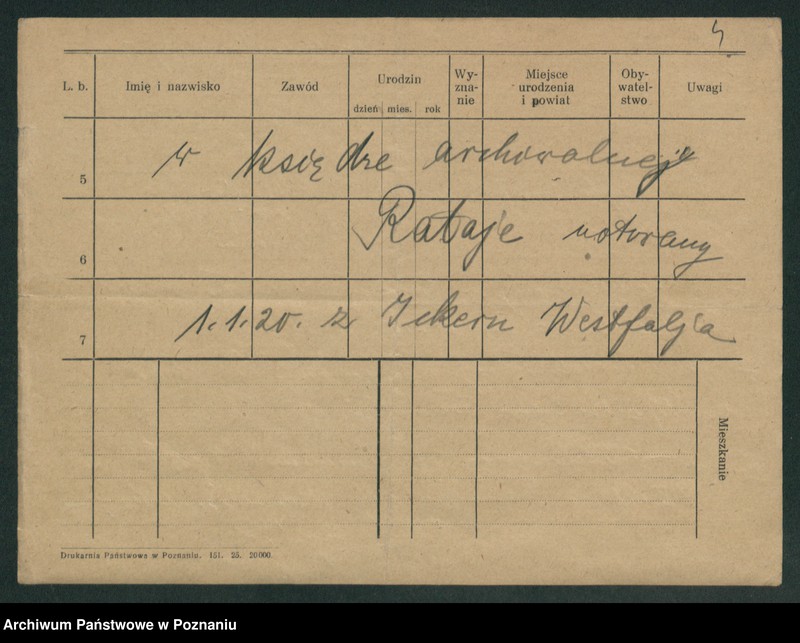 L. b. Imię i nazwisko Zawód Urodzin dzień mies. rok Wy-zna-nie Miejsce urodzenia i powiat Oby-watel-stwo Uwagi
5 w księdze archiwalnej
6 Rataje notowany
7 1.1.20. z Ickern Westfalja
Mieszkanie
Drukarnia Państwowe w Poznaniu. 151. 25. 20000.
Archiwum Państwowe w Poznaniu